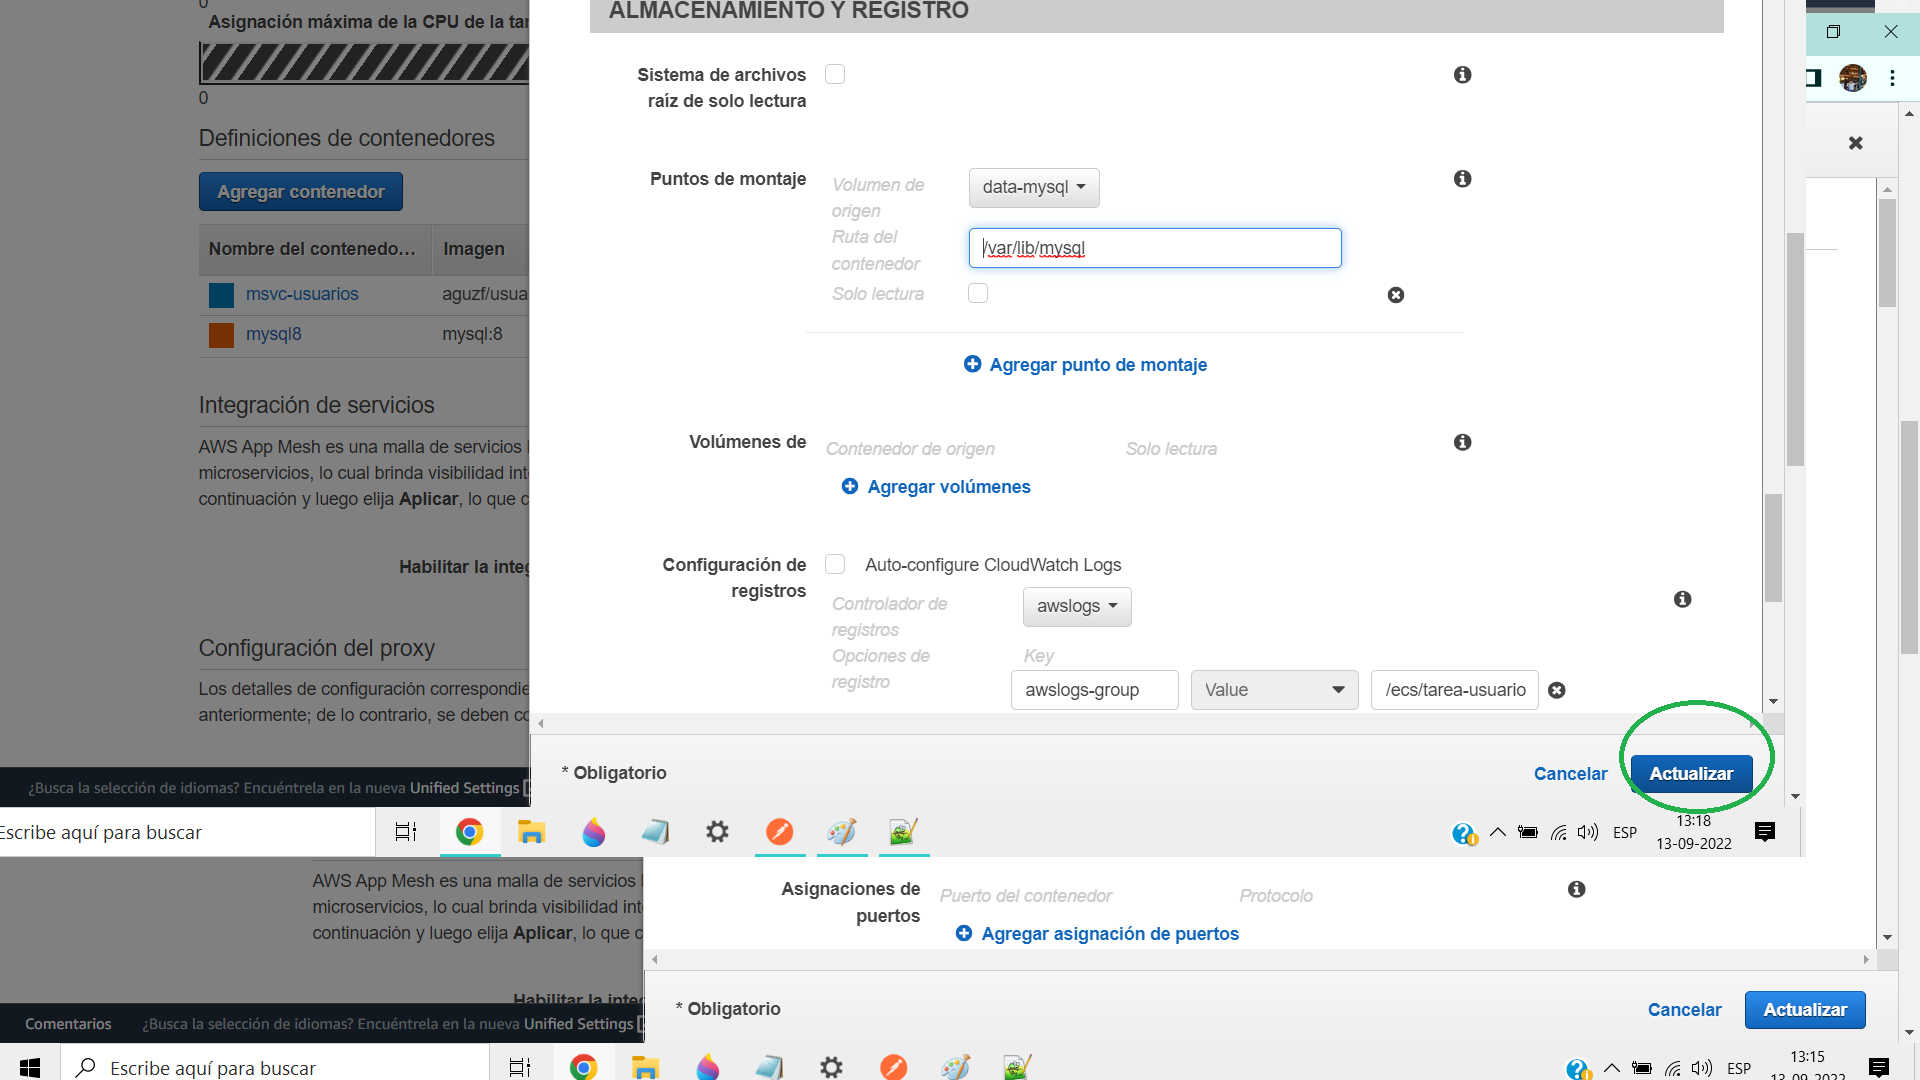 0
Asignación máxima de la CPU de la tar
0
Definiciones de contenedores
Agregar contenedor
Nombre del contenedo... Imagen
msvc-usuarios aguzf/usua
mysql8 mysql:8
Integración de servicios
AWS App Mesh es una malla de servicios
microservicios, lo cual brinda visibilidad int
continuación y luego elija Aplicar, lo que c
Habilitar la integ
Configuración del proxy
Los detalles de configuración correspondie
anteriormente; de lo contrario, se deben co
¿Busca la selección de idiomas? Encuéntrela en la nueva Unified Settings
ALMACENAMIENTO Y REGISTRO
Sistema de archivos
raíz de solo lectura
Puntos de montaje
Volumen de
origen
data-mysql
Ruta del
contenedor
/var/lib/mysql
Solo lectura
Agregar punto de montaje
Volúmenes de
Contenedor de origen Solo lectura
Agregar volúmenes
Configuración de
registros
Auto-configure CloudWatch Logs
Controlador de
registros
awslogs
Opciones de
registro
Key
awslogs-group Value /ecs/tarea-usuario
* Obligatorio
Cancelar Actualizar
Escribe aquí para buscar
ESP
13:18
13-09-2022
AWS App Mesh es una malla de servicios
microservicios, lo cual brinda visibilidad int
continuación y luego elija Aplicar, lo que c
Habilitar la integ
Asignaciones de
puertos
Puerto del contenedor Protocolo
Agregar asignación de puertos
* Obligatorio
Cancelar Actualizar
Comentarios ¿Busca la selección de idiomas? Encuéntrela en la nueva Unified Settings
Escribe aquí para buscar
ESP
13:15
13-09-2022